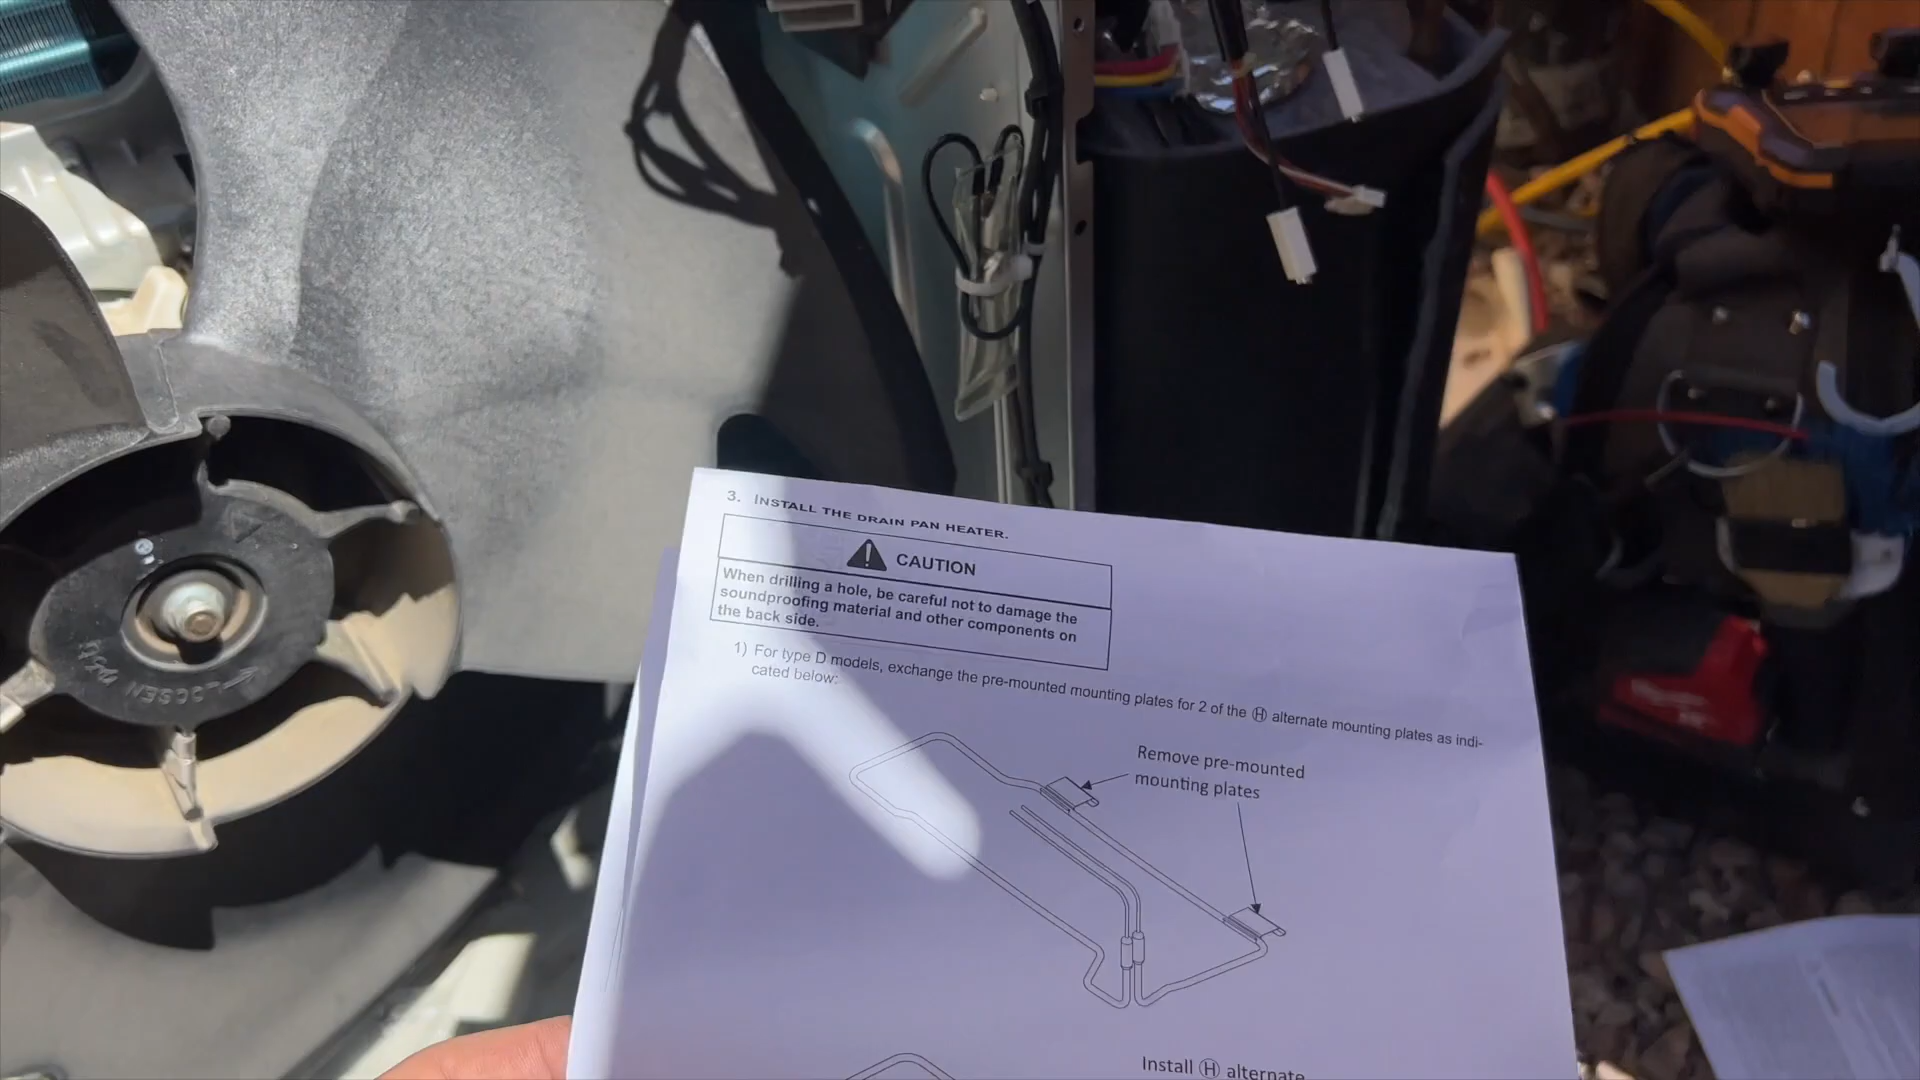 3. INSTALL THE DRAIN PAN HEATER.
CAUTION
When drilling a hole, be careful not to damage the
soundproofing material and other components on
the back side.
1) For type D models, exchange the pre-mounted mounting plates for 2 of the Ⓗ alternate mounting plates as indi-
cated below:
Remove pre-mounted
mounting plates
Install Ⓗ alternate
LOOSEN